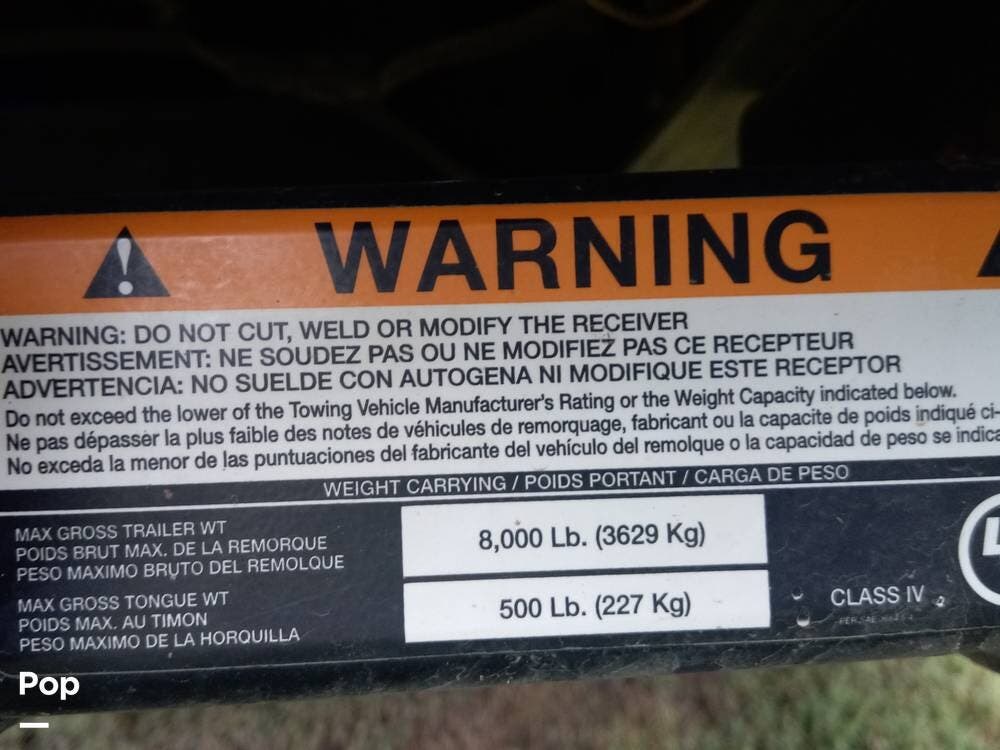 WARNING
WARNING: DO NOT CUT, WELD OR MODIFY THE RECEIVER
AVERTISSEMENT: NE SOUDEZ PAS OU NE MODIFIEZ PAS CE RECEPTEUR
ADVERTENCIA: NO SUELDE CON AUTOGENA NI MODIFIQUE ESTE RECEPTOR
Do not exceed the lower of the Towing Vehicle Manufacturer's Rating or the Weight Capacity indicated below.
Ne pas dépasser la plus faible des notes de véhicules de remorquage, fabricant ou la capacite de poids indiqué ci-
No exceda la menor de las puntuaciones del fabricante del vehículo del remolque o la capacidad de peso se indica
WEIGHT CARRYING / POIDS PORTANT / CARGA DE PESO
MAX GROSS TRAILER WT
POIDS BRUT MAX. DE LA REMORQUE
PESO MAXIMO BRUTO DEL REMOLQUE
8,000 Lb. (3629 Kg)
MAX GROSS TONGUE WT
POIDS MAX. AU TIMON
PESO MAXIMO DE LA HORQUILLA
500 Lb. (227 Kg)
CLASS IV
Pop